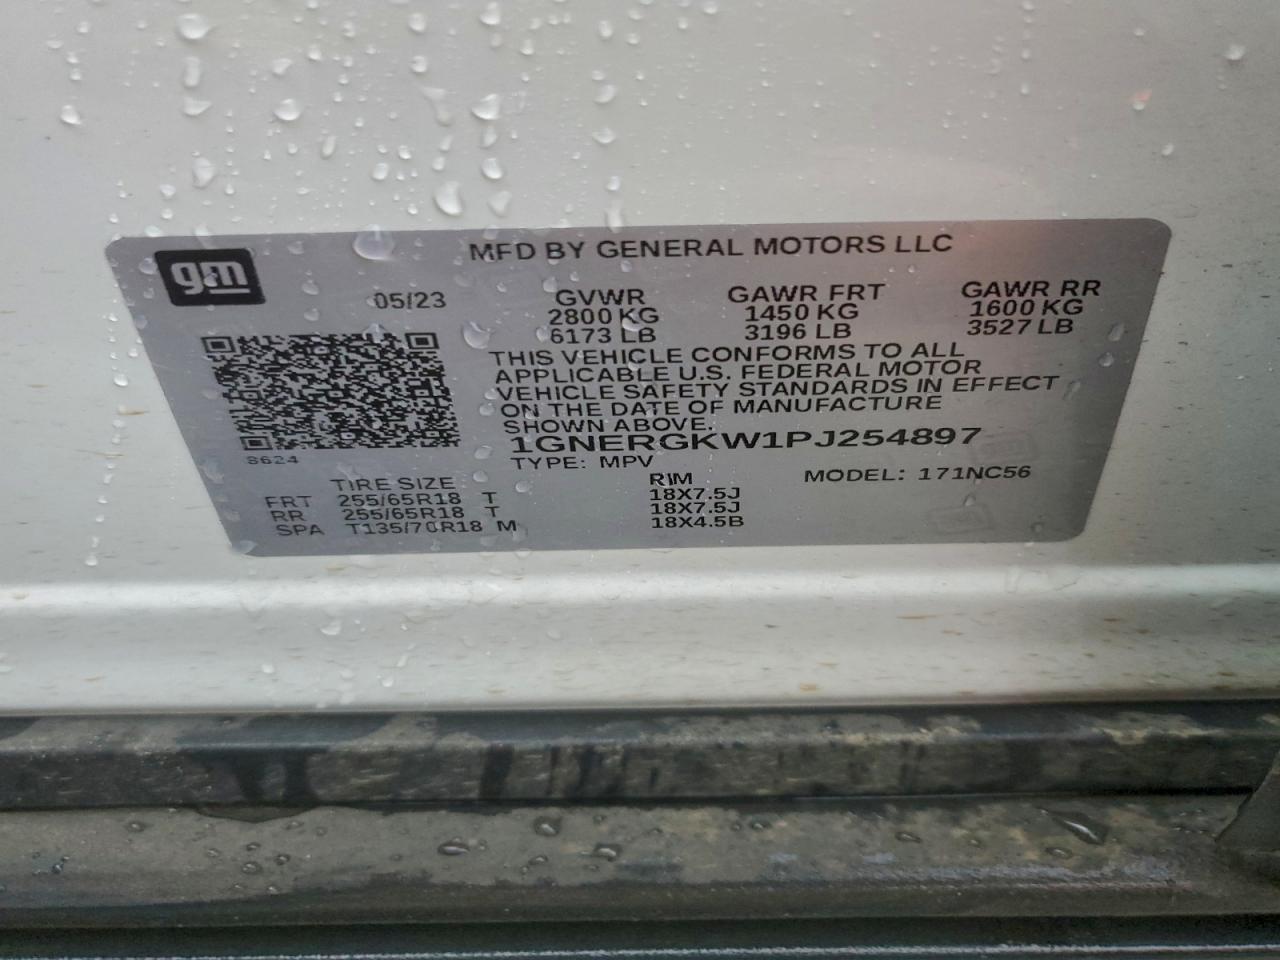 gm
MFD BY GENERAL MOTORS LLC
05/23 GVWR GAWR FRT GAWR RR
2800 KG 1450 KG 1600 KG
6173 LB 3196 LB 3527 LB
THIS VEHICLE CONFORMS TO ALL
APPLICABLE U.S. FEDERAL MOTOR
VEHICLE SAFETY STANDARDS IN EFFECT
ON THE DATE OF MANUFACTURE
SHOWN ABOVE.
1GNERGKW1PJ254897
8624
TYPE: MPV MODEL: 171NC56
TIRE SIZE RIM
FRT 255/65R18 T 18X7.5J
RR 255/65R18 T 18X7.5J
SPA T135/70R18 M 18X4.5B